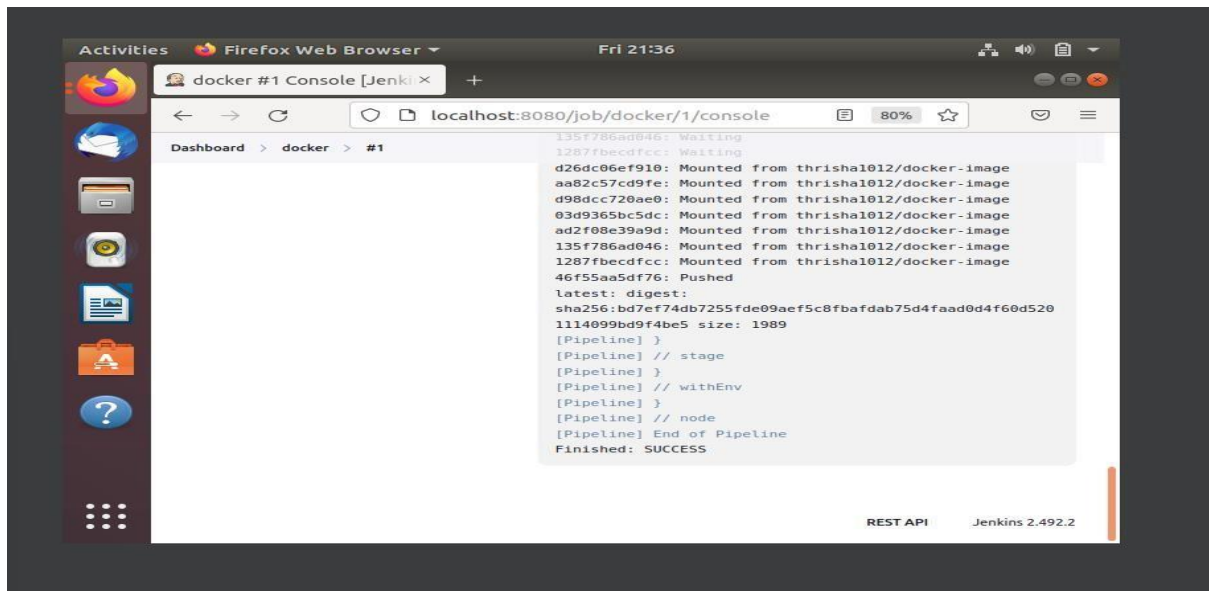 Activities Firefox Web Browser Fri 21:36
docker #1 Console [Jenki
localhost:8080/job/docker/1/console 80%
Dashboard > docker > #1
135f786ad046: Waiting
1287fbecdfcc: Waiting
d26dc06ef910: Mounted from thrisha1012/docker-image
aa82c57cd9fe: Mounted from thrisha1012/docker-image
d98dcc720ae0: Mounted from thrisha1012/docker-image
03d9365bc5dc: Mounted from thrisha1012/docker-image
ad2f08e39a9d: Mounted from thrisha1012/docker-image
135f786ad046: Mounted from thrisha1012/docker-image
1287fbecdfcc: Mounted from thrisha1012/docker-image
46f55aa5df76: Pushed
latest: digest:
sha256:bd7ef74db7255fde09aef5c8fbafdab75d4faad0d4f60d520
1114099bd9f4be5 size: 1989
[Pipeline] }
[Pipeline] // stage
[Pipeline] }
[Pipeline] // withEnv
[Pipeline] }
[Pipeline] // node
[Pipeline] End of Pipeline
Finished: SUCCESS
REST API Jenkins 2.492.2